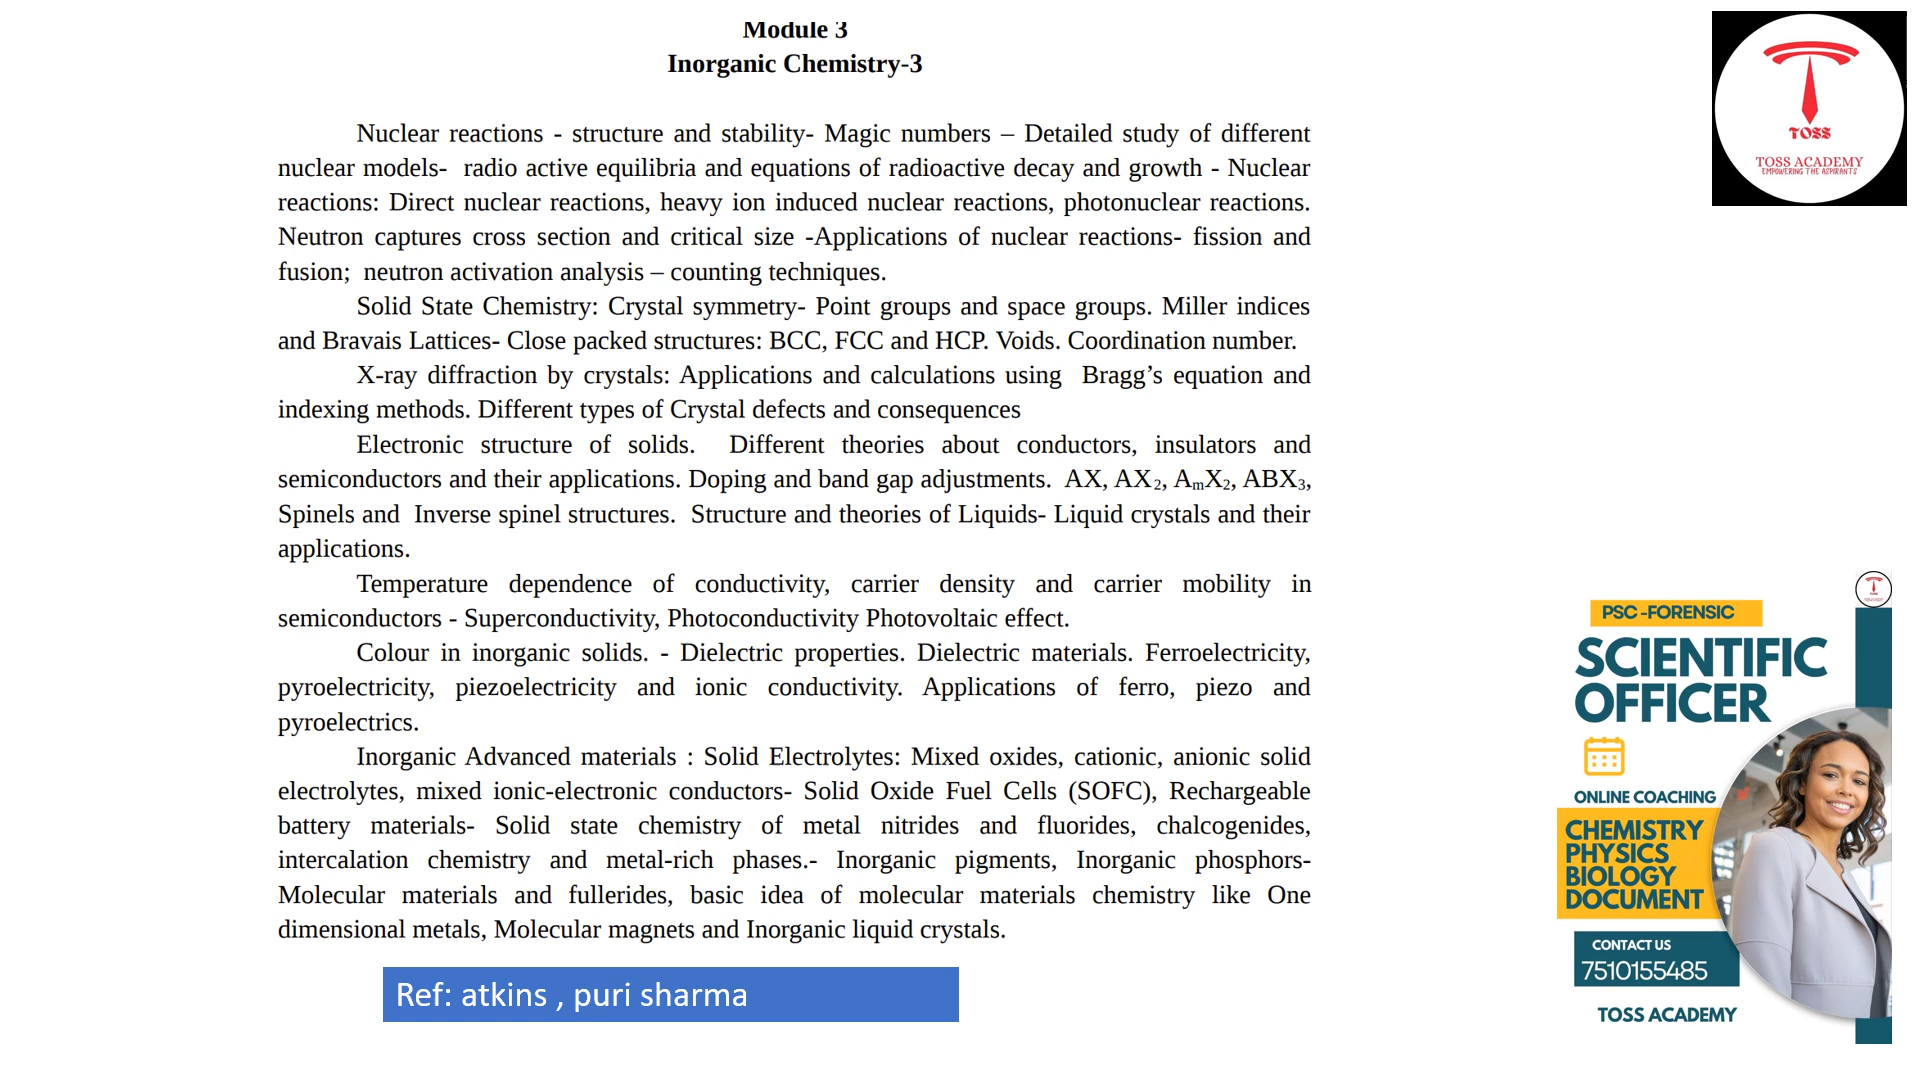 Module 3
Inorganic Chemistry-3
Nuclear reactions - structure and stability- Magic numbers – Detailed study of different
nuclear models- radio active equilibria and equations of radioactive decay and growth - Nuclear
reactions: Direct nuclear reactions, heavy ion induced nuclear reactions, photonuclear reactions.
Neutron captures cross section and critical size -Applications of nuclear reactions- fission and
fusion; neutron activation analysis – counting techniques.
Solid State Chemistry: Crystal symmetry- Point groups and space groups. Miller indices
and Bravais Lattices- Close packed structures: BCC, FCC and HCP. Voids. Coordination number.
X-ray diffraction by crystals: Applications and calculations using Bragg’s equation and
indexing methods. Different types of Crystal defects and consequences
Electronic structure of solids. Different theories about conductors, insulators and
semiconductors and their applications. Doping and band gap adjustments. AX, AX₂, AₘX₂, ABX₃,
Spinels and Inverse spinel structures. Structure and theories of Liquids- Liquid crystals and their
applications.
Temperature dependence of conductivity, carrier density and carrier mobility in
semiconductors - Superconductivity, Photoconductivity Photovoltaic effect.
Colour in inorganic solids. - Dielectric properties. Dielectric materials. Ferroelectricity,
pyroelectricity, piezoelectricity and ionic conductivity. Applications of ferro, piezo and
pyroelectrics.
Inorganic Advanced materials : Solid Electrolytes: Mixed oxides, cationic, anionic solid
electrolytes, mixed ionic-electronic conductors- Solid Oxide Fuel Cells (SOFC), Rechargeable
battery materials- Solid state chemistry of metal nitrides and fluorides, chalcogenides,
intercalation chemistry and metal-rich phases.- Inorganic pigments, Inorganic phosphors-
Molecular materials and fullerides, basic idea of molecular materials chemistry like One
dimensional metals, Molecular magnets and Inorganic liquid crystals.
Ref: atkins , puri sharma
TOSS
TOSS ACADEMY
EMPOWERING THE ASPIRANTS
PSC -FORENSIC
SCIENTIFIC
OFFICER
ONLINE COACHING
CHEMISTRY
PHYSICS
BIOLOGY
DOCUMENT
CONTACT US
7510155485
TOSS ACADEMY